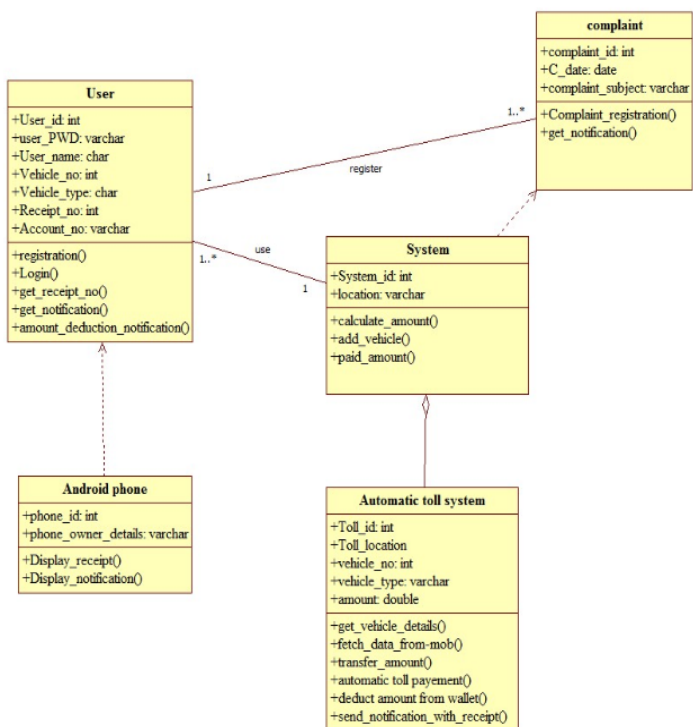 complaint
+complaint_id: int
+C_date: date
+complaint_subject: varchar
+Complaint_registration()
+get_notification()
User
+User_id: int
+user_PWD: varchar
+User_name: char
+Vehicle_no: int
+Vehicle_type: char
+Receipt_no: int
+Account_no: varchar
+registration()
+Login()
+get_receipt_no()
+get_notification()
+amount_deduction_notification()
1
register
1..*
1..*
use
1
System
+System_id: int
+location: varchar
+calculate_amount()
+add_vehicle()
+paid_amount()
Android phone
+phone_id: int
+phone_owner_details: varchar
+Display_receipt()
+Display_notification()
Automatic toll system
+Toll_id: int
+Toll_location
+vehicle_no: int
+vehicle_type: varchar
+amount: double
+get_vehicle_details()
+fetch_data_from-mob()
+transfer_amount()
+automatic toll payement()
+deduct amount from wallet()
+send_notification_with_receipt()